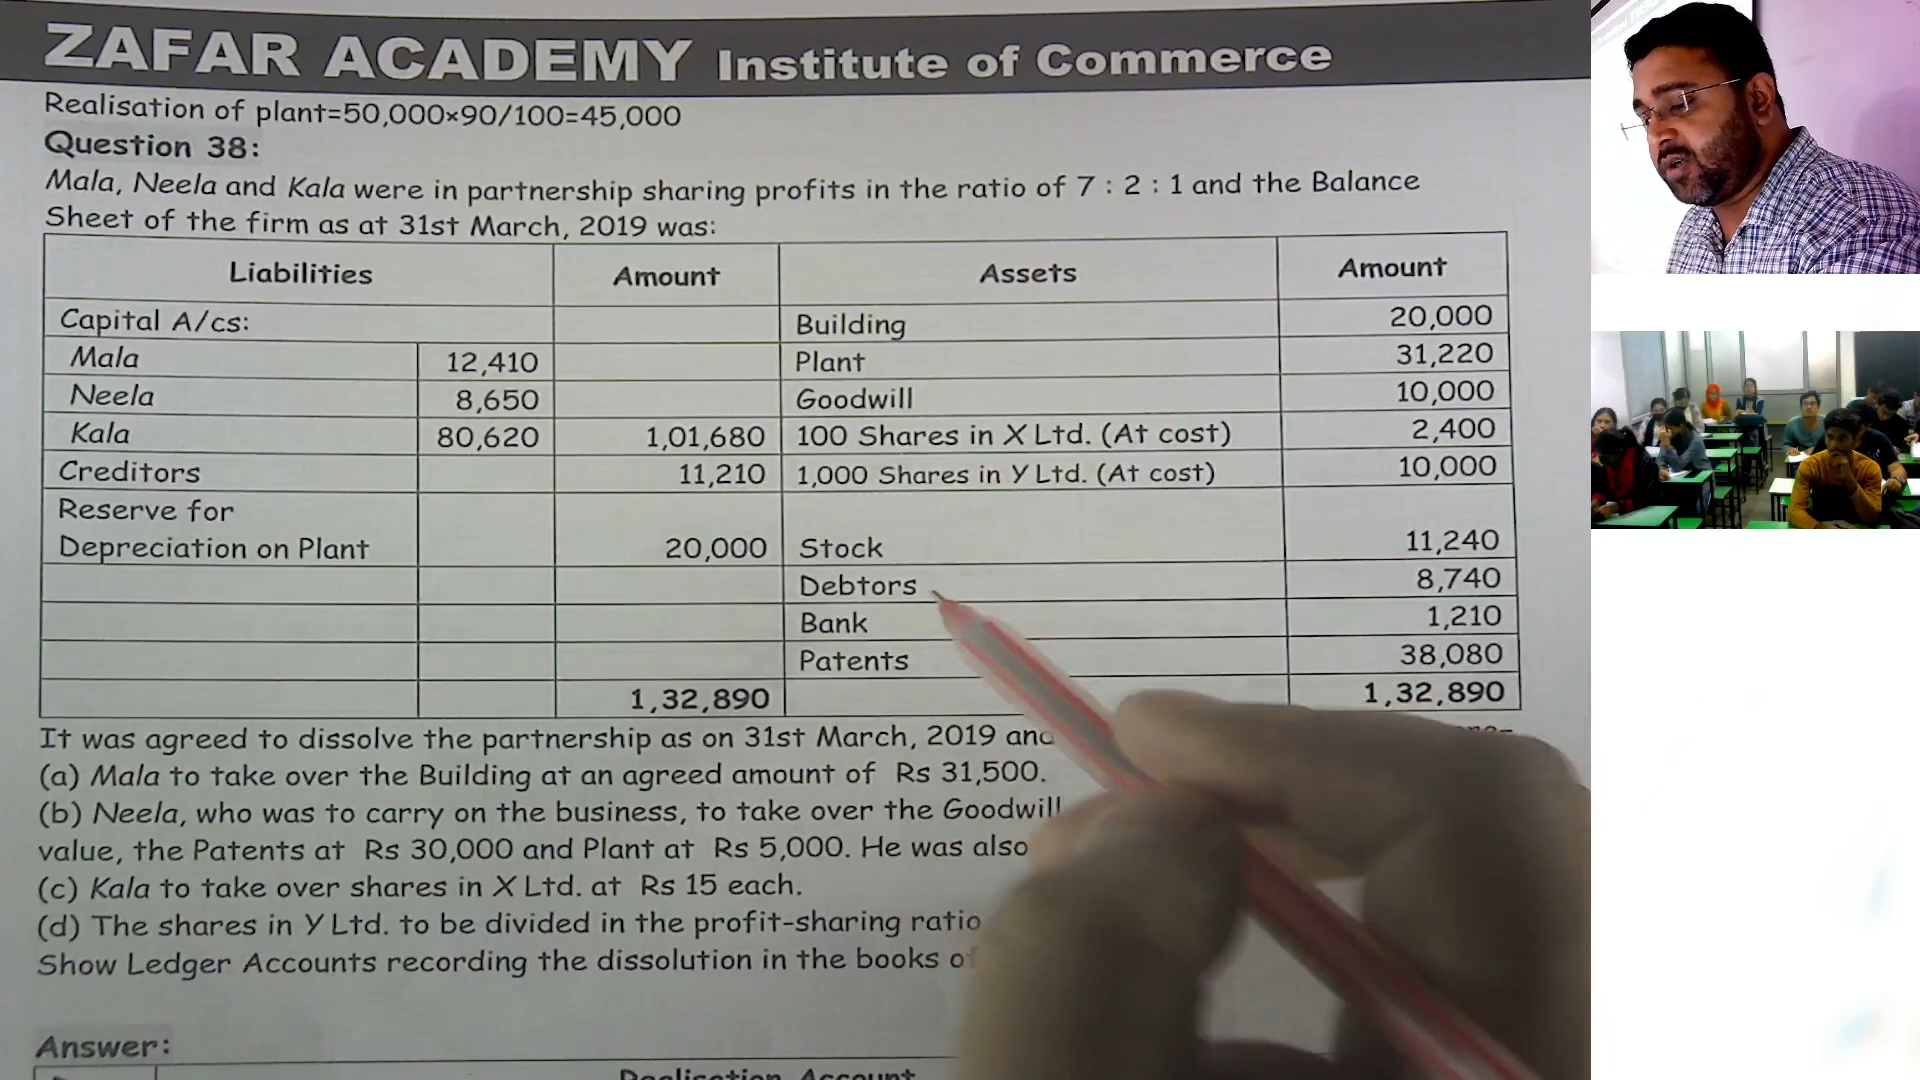 ZAFAR ACADEMY Institute of Commerce
Realisation of plant=50,000×90/100=45,000
Question 38:
Mala, Neela and Kala were in partnership sharing profits in the ratio of 7 : 2 : 1 and the Balance
Sheet of the firm as at 31st March, 2019 was:
Liabilities Amount Assets Amount
Capital A/cs: Building 20,000
Mala 12,410 Plant 31,220
Neela 8,650 Goodwill 10,000
Kala 80,620 1,01,680 100 Shares in X Ltd. (At cost) 2,400
Creditors 11,210 1,000 Shares in Y Ltd. (At cost) 10,000
Reserve for
Depreciation on Plant 20,000 Stock 11,240
Debtors 8,740
Bank 1,210
Patents 38,080
1,32,890 1,32,890
It was agreed to dissolve the partnership as on 31st March, 2019 and
(a) Mala to take over the Building at an agreed amount of Rs 31,500.
(b) Neela, who was to carry on the business, to take over the Goodwill
value, the Patents at Rs 30,000 and Plant at Rs 5,000. He was also
(c) Kala to take over shares in X Ltd. at Rs 15 each.
(d) The shares in Y Ltd. to be divided in the profit-sharing ratio
Show Ledger Accounts recording the dissolution in the books of
Answer:
Realisation Account